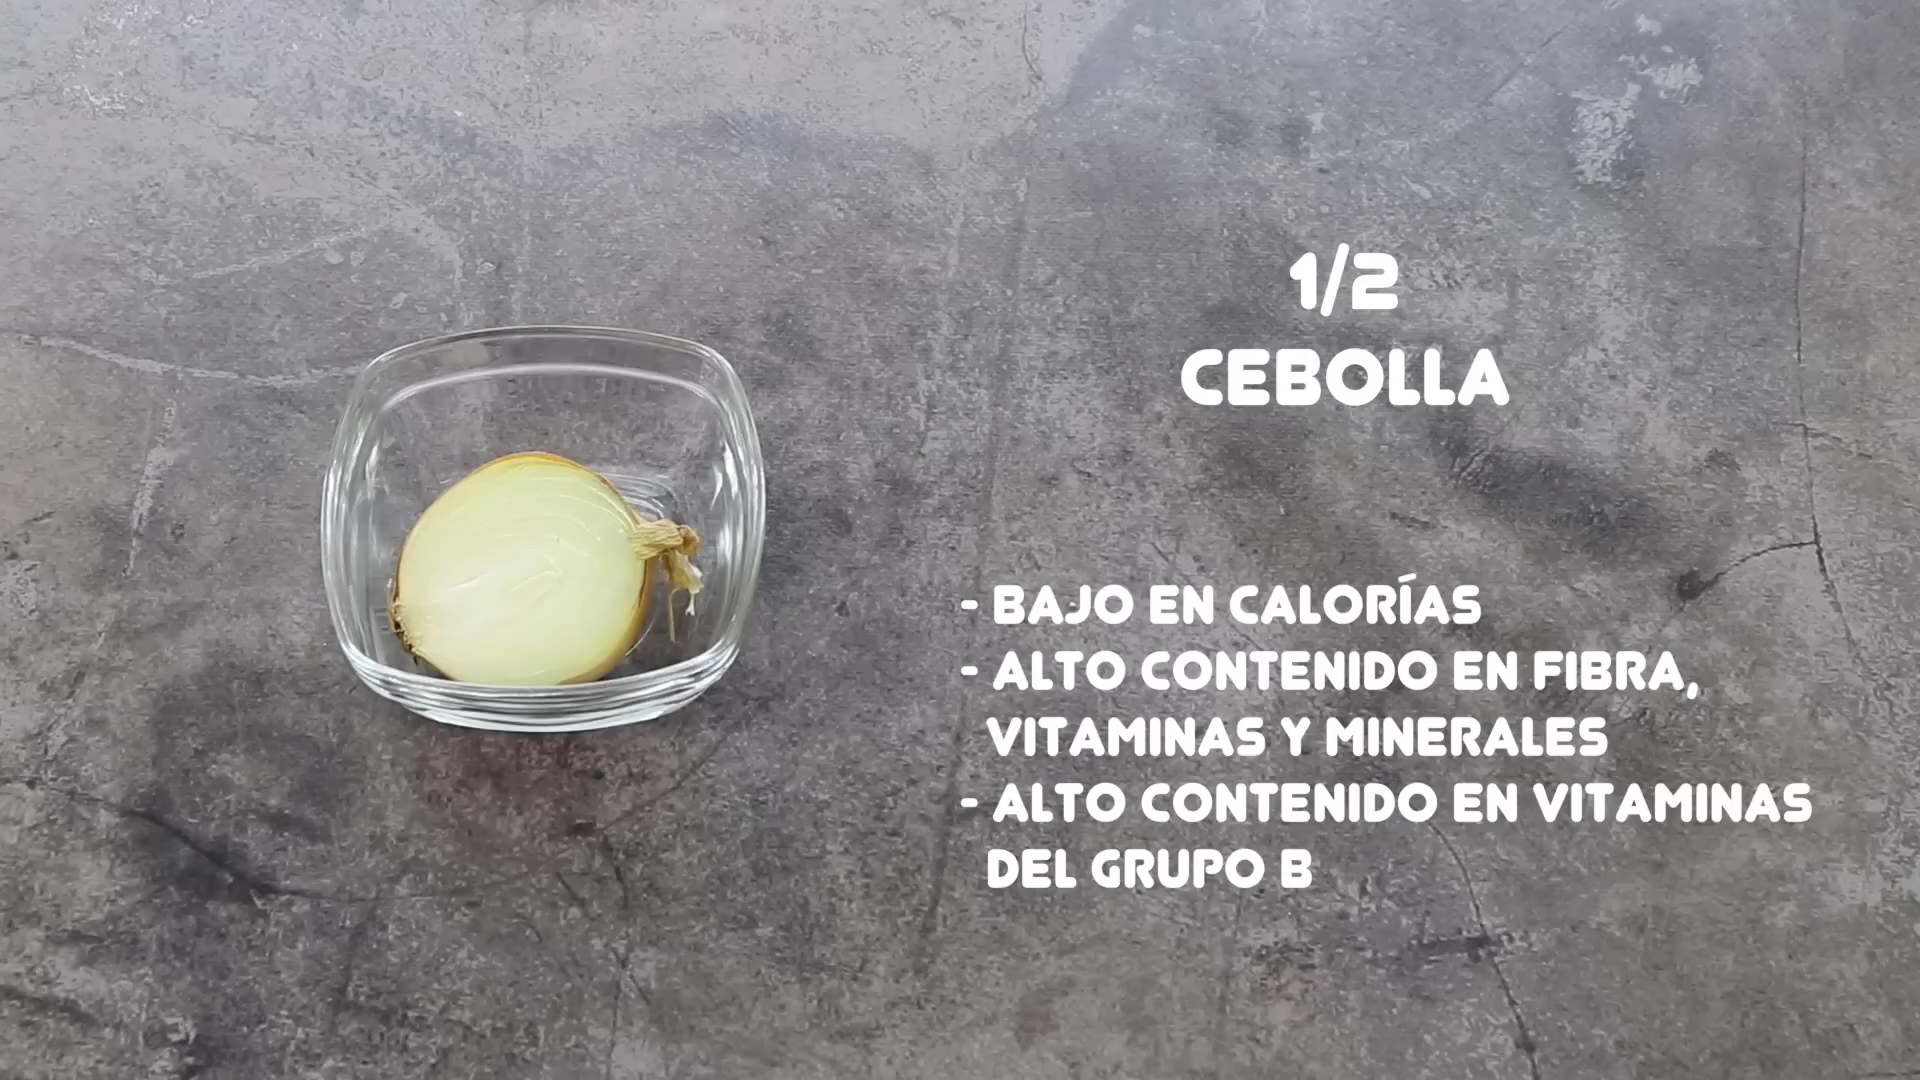 1/2
CEBOLLA
- BAJO EN CALORÍAS
- ALTO CONTENIDO EN FIBRA,
VITAMINAS Y MINERALES
- ALTO CONTENIDO EN VITAMINAS
DEL GRUPO B